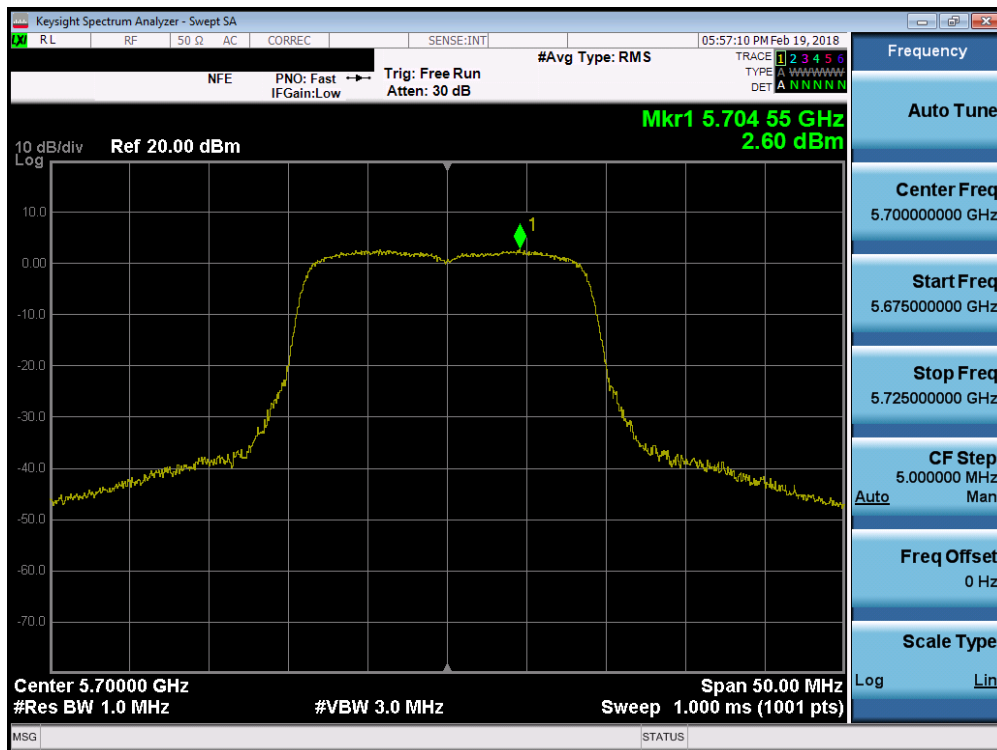 Keysight Spectrum Analyzer - Swept SA
LXI RL RF 50 Ω AC CORREC SENSE:INT 05:57:10 PM Feb 19, 2018
NFE PNO: Fast Trig: Free Run #Avg Type: RMS TRACE 1 2 3 4 5 6
IFGain:Low Atten: 30 dB TYPE A WWWWW
DET A N N N N N
Mkr1 5.704 55 GHz
2.60 dBm
10 dB/div Ref 20.00 dBm
Log
1
10.0
0.00
-10.0
-20.0
-30.0
-40.0
-50.0
-60.0
-70.0
Center 5.70000 GHz Span 50.00 MHz
#Res BW 1.0 MHz #VBW 3.0 MHz Sweep 1.000 ms (1001 pts)
MSG STATUS
Frequency
Auto Tune
Center Freq
5.700000000 GHz
Start Freq
5.675000000 GHz
Stop Freq
5.725000000 GHz
CF Step
5.000000 MHz
Auto Man
Freq Offset
0 Hz
Scale Type
Log Lin